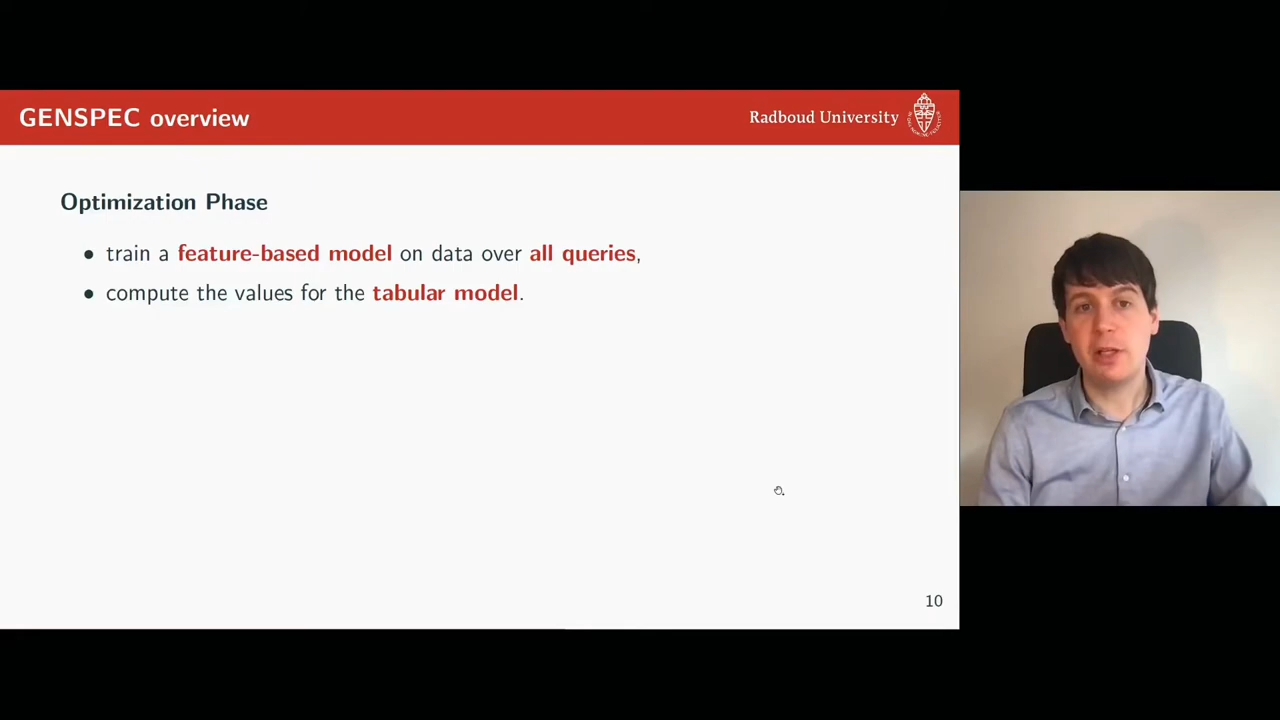 GENSPEC overview
Radboud University
Optimization Phase
• train a feature-based model on data over all queries,
• compute the values for the tabular model.
10